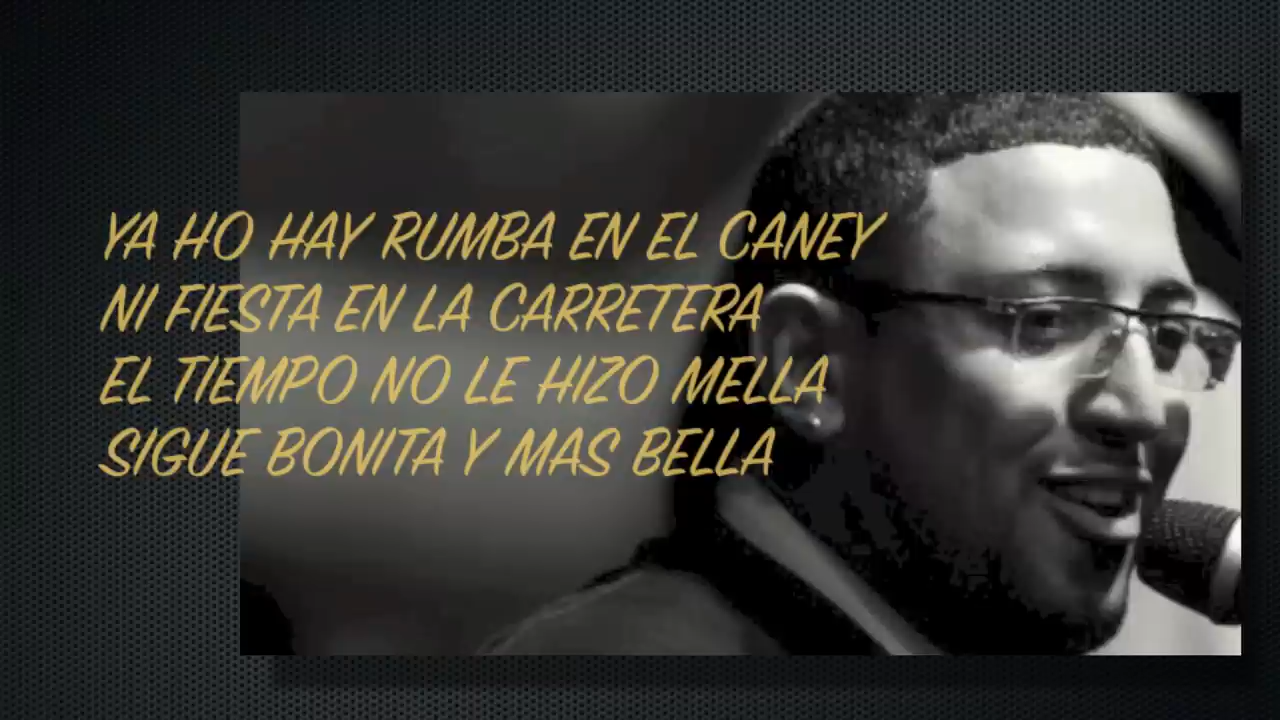 YA HO HAY RUMBA EN EL CANEY
NI FIESTA EN LA CARRETERA
EL TIEMPO NO LE HIZO MELLA
SIGUE BONITA Y MAS BELLA